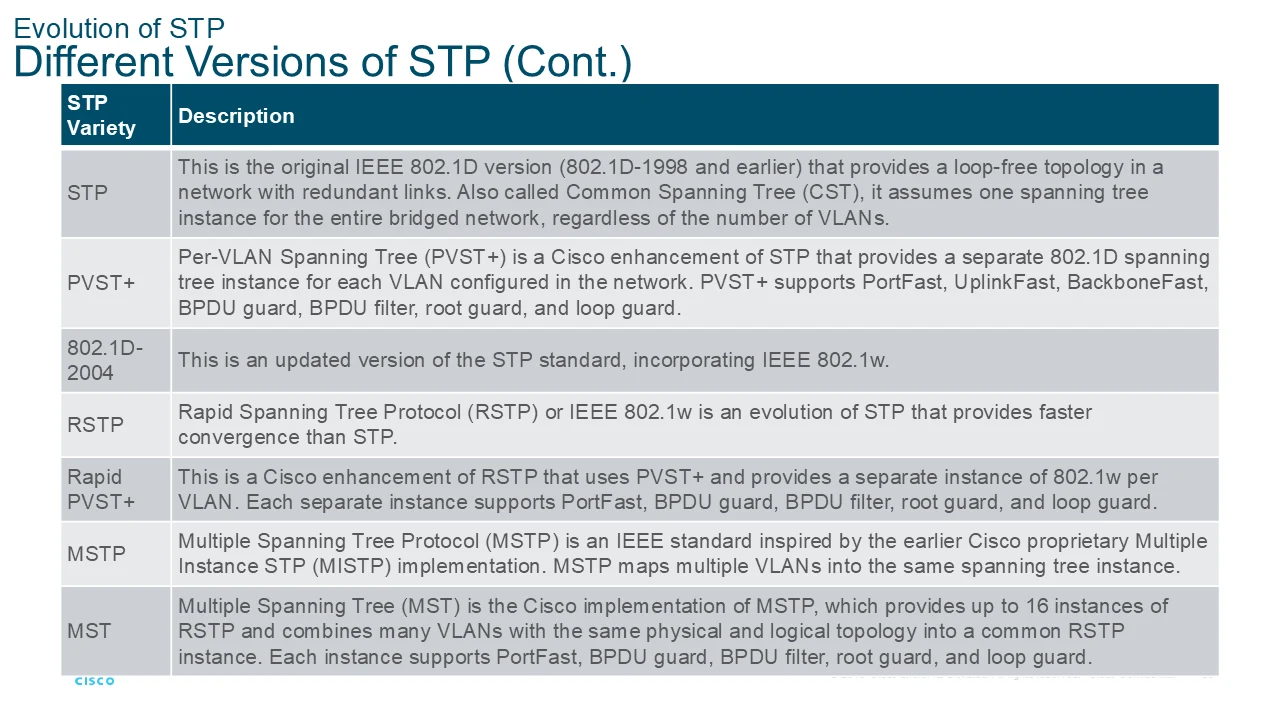 Evolution of STP
Different Versions of STP (Cont.)
STP
Variety
Description
STP
This is the original IEEE 802.1D version (802.1D-1998 and earlier) that provides a loop-free topology in a
network with redundant links. Also called Common Spanning Tree (CST), it assumes one spanning tree
instance for the entire bridged network, regardless of the number of VLANs.
PVST+
Per-VLAN Spanning Tree (PVST+) is a Cisco enhancement of STP that provides a separate 802.1D spanning
tree instance for each VLAN configured in the network. PVST+ supports PortFast, UplinkFast, BackboneFast,
BPDU guard, BPDU filter, root guard, and loop guard.
802.1D-
2004
This is an updated version of the STP standard, incorporating IEEE 802.1w.
RSTP
Rapid Spanning Tree Protocol (RSTP) or IEEE 802.1w is an evolution of STP that provides faster
convergence than STP.
Rapid
PVST+
This is a Cisco enhancement of RSTP that uses PVST+ and provides a separate instance of 802.1w per
VLAN. Each separate instance supports PortFast, BPDU guard, BPDU filter, root guard, and loop guard.
MSTP
Multiple Spanning Tree Protocol (MSTP) is an IEEE standard inspired by the earlier Cisco proprietary Multiple
Instance STP (MISTP) implementation. MSTP maps multiple VLANs into the same spanning tree instance.
MST
Multiple Spanning Tree (MST) is the Cisco implementation of MSTP, which provides up to 16 instances of
RSTP and combines many VLANs with the same physical and logical topology into a common RSTP
instance. Each instance supports PortFast, BPDU guard, BPDU filter, root guard, and loop guard.
CISCO